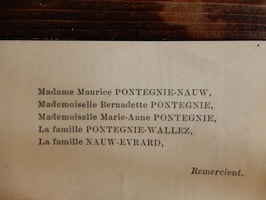 Madame Maurice PONTEGNIE-NAUW,
Mademoiselle Bernadette PONTEGNIE,
Mademoiselle Marie-Anne PONTEGNIE,
La famille PONTEGNIE-WALLEZ,
La famille NAUW-EVRARD,
Remercient.